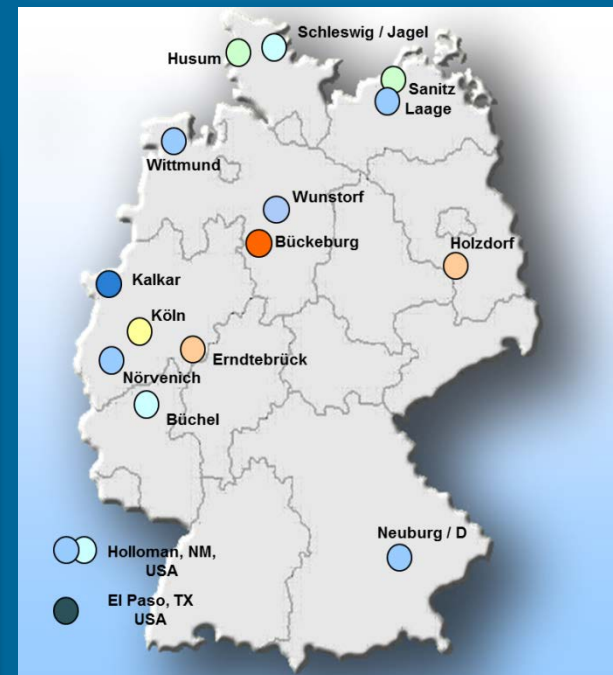 Schleswig / Jagel
Husum
Sanitz
Laage
Wittmund
Wunstorf
Bückeburg
Holzdorf
Kalkar
Köln
Erndtebrück
Nörvenich
Büchel
Neuburg / D
Holloman, NM,
USA
El Paso, TX
USA